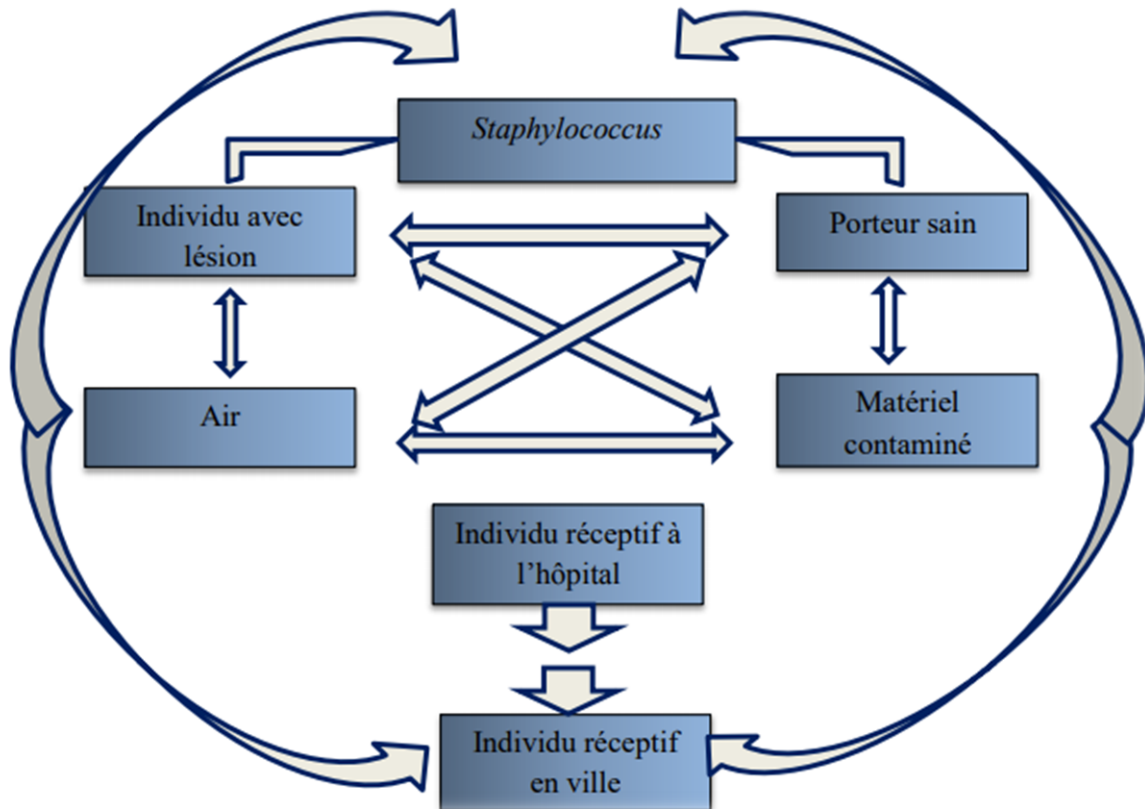 Staphylococcus
Individu avec
lésion
Porteur sain
Air
Matériel
contaminé
Individu réceptif à
l’hôpital
Individu réceptif
en ville